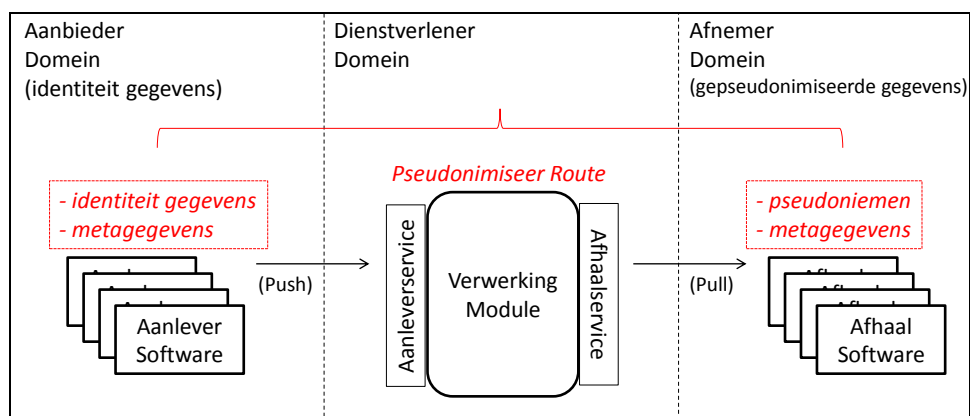 Aanbieder
Domein
(identiteit gegevens)
Dienstverlener
Domein
Afnemer
Domein
(gepseudonimiseerde gegevens)
Pseudonimiseer Route
- identiteit gegevens
- metagegevens
- pseudoniemen
- metagegevens
Aanlever
Software
(Push)
Aanleverservice
Verwerking
Module
Afhaalservice
(Pull)
Afhaal
Software